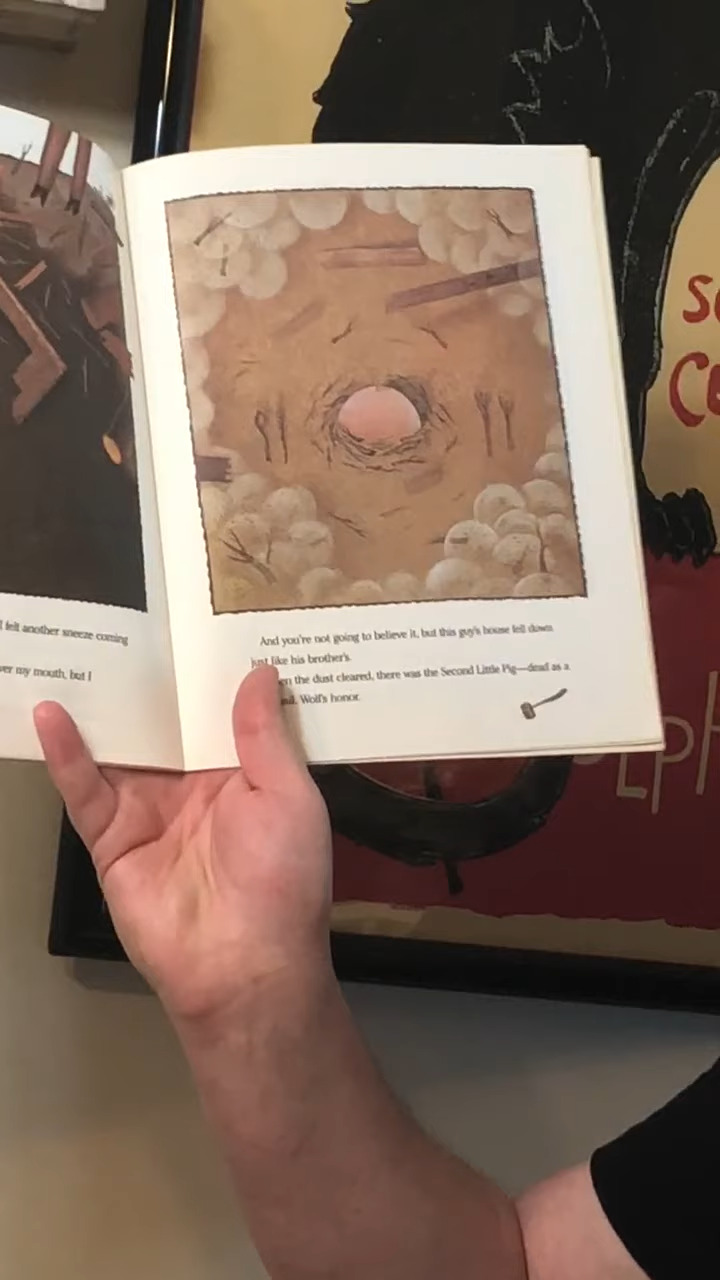 I felt another sneeze coming
ver my mouth, but I
And you're not going to believe it, but this guy's house fell down
just like his brother's.
en the dust cleared, there was the Second Little Pig—dead as a
ail. Wolf's honor.